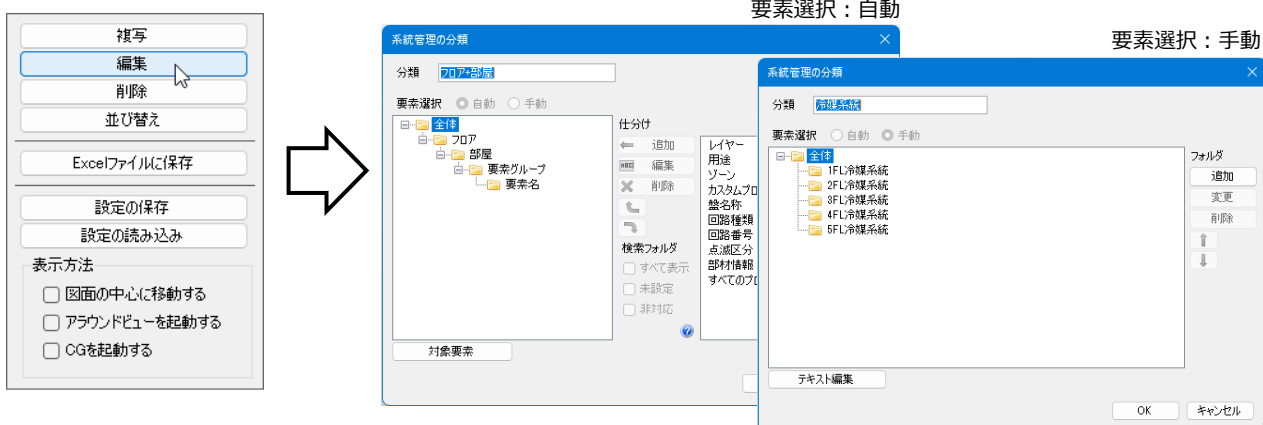 複写
編集
削除
並び替え
Excelファイルに保存
設定の保存
設定の読み込み
表示方法
図面の中心に移動する
アラウンドビューを起動する
CGを起動する
要素選択：自動
系統管理の分類
分類 フロア+部屋
要素選択 自動 手動
全体
フロア
部屋
要素グループ
要素名
対象要素
仕分け
追加
編集
削除
検索フォルダ
すべて表示
未設定
非対応
レイヤー
用途
ゾーン
カスタムプロ
盤名称
回路種類
回路番号
点滅区分
部材情報
すべてのプロ
要素選択：手動
系統管理の分類
分類 冷媒系統
要素選択 自動 手動
全体
1FL冷媒系統
2FL冷媒系統
3FL冷媒系統
4FL冷媒系統
5FL冷媒系統
テキスト編集
フォルダ
追加
変更
削除
OK キャンセル